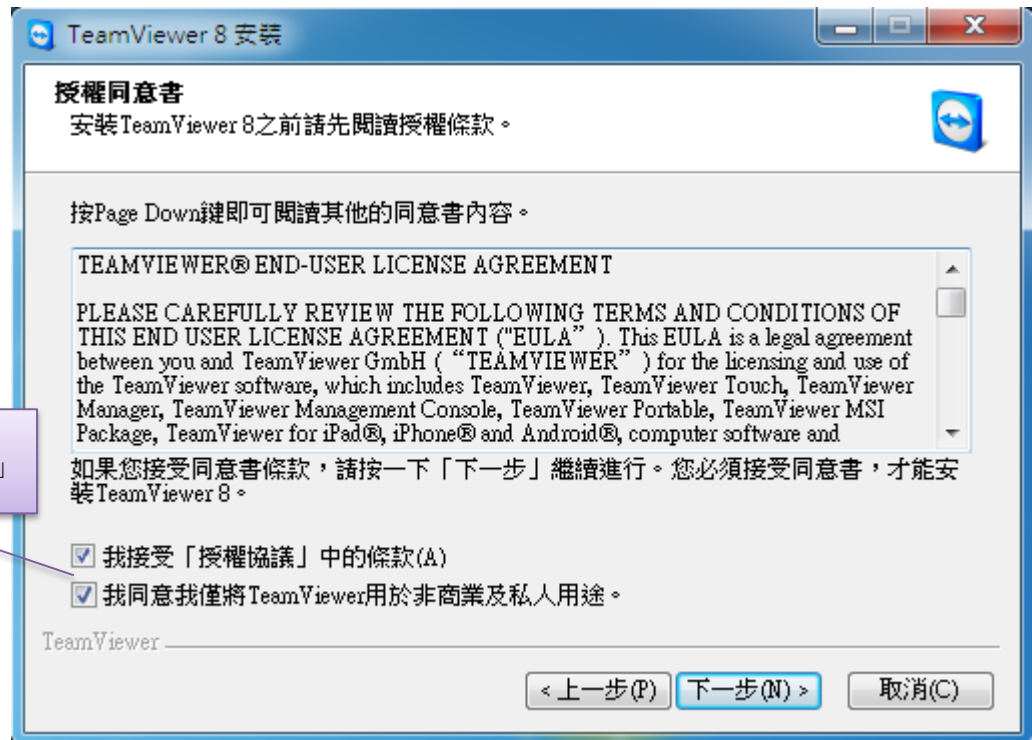 TeamViewer 8 安裝
授權同意書
安裝TeamViewer 8之前請先閱讀授權條款。
按Page Down鍵即可閱讀其他的同意書內容。
TEAMVIEWER® END-USER LICENSE AGREEMENT
PLEASE CAREFULLY REVIEW THE FOLLOWING TERMS AND CONDITIONS OF
THIS END USER LICENSE AGREEMENT ("EULA”). This EULA is a legal agreement
between you and TeamViewer GmbH (“TEAMVIEWER”) for the licensing and use of
the TeamViewer software, which includes TeamViewer, TeamViewer Touch, TeamViewer
Manager, TeamViewer Management Console, TeamViewer Portable, TeamViewer MSI
Package, TeamViewer for iPad®, iPhone® and Android®, computer software and
」
如果您接受同意書條款，請按一下「下一步」繼續進行。您必須接受同意書，才能安
裝TeamViewer 8。
我接受「授權協議」中的條款(A)
我同意我僅將TeamViewer用於非商業及私人用途。
TeamViewer
<上一步(P) 下一步(N) > 取消(C)